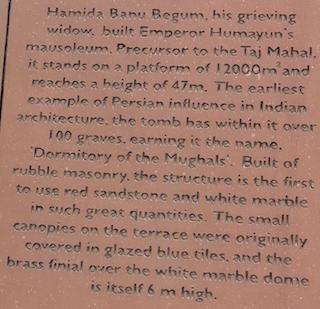 Hamida Banu Begum, his grieving
widow, built Emperor Humayun's
mausoleum. Precursor to the Taj Mahal,
it stands on a platform of 12000m² and
reaches a height of 47m. The earliest
example of Persian influence in Indian
architecture, the tomb has within it over
100 graves, earning it the name,
'Dormitory of the Mughals'. Built of
rubble masonry, the structure is the first
to use red sandstone and white marble
in such great quantities. The small
canopies on the terrace were originally
covered in glazed blue tiles, and the
brass finial over the white marble dome
is itself 6 m high.